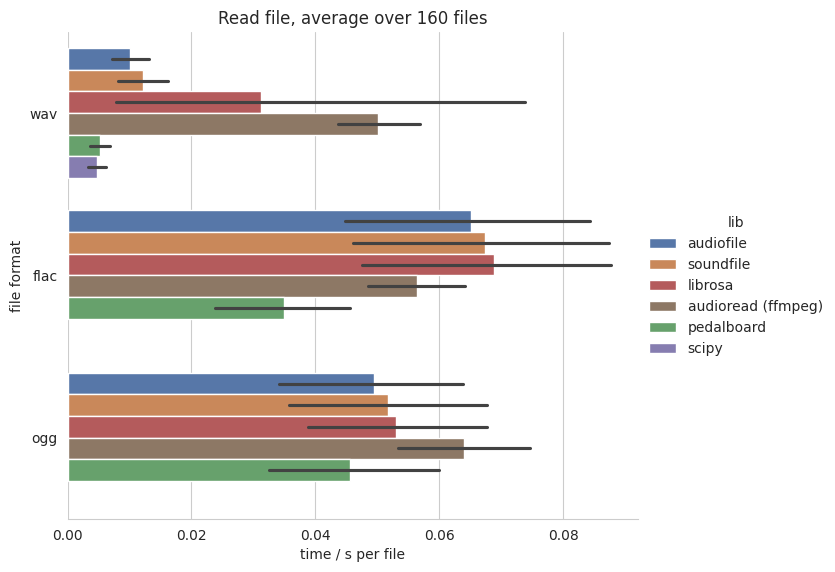 Read file, average over 160 files
wav
flac
ogg
file format
0.00
0.02
0.04
0.06
0.08
time / s per file
lib
audiofile
soundfile
librosa
audioread (ffmpeg)
pedalboard
scipy